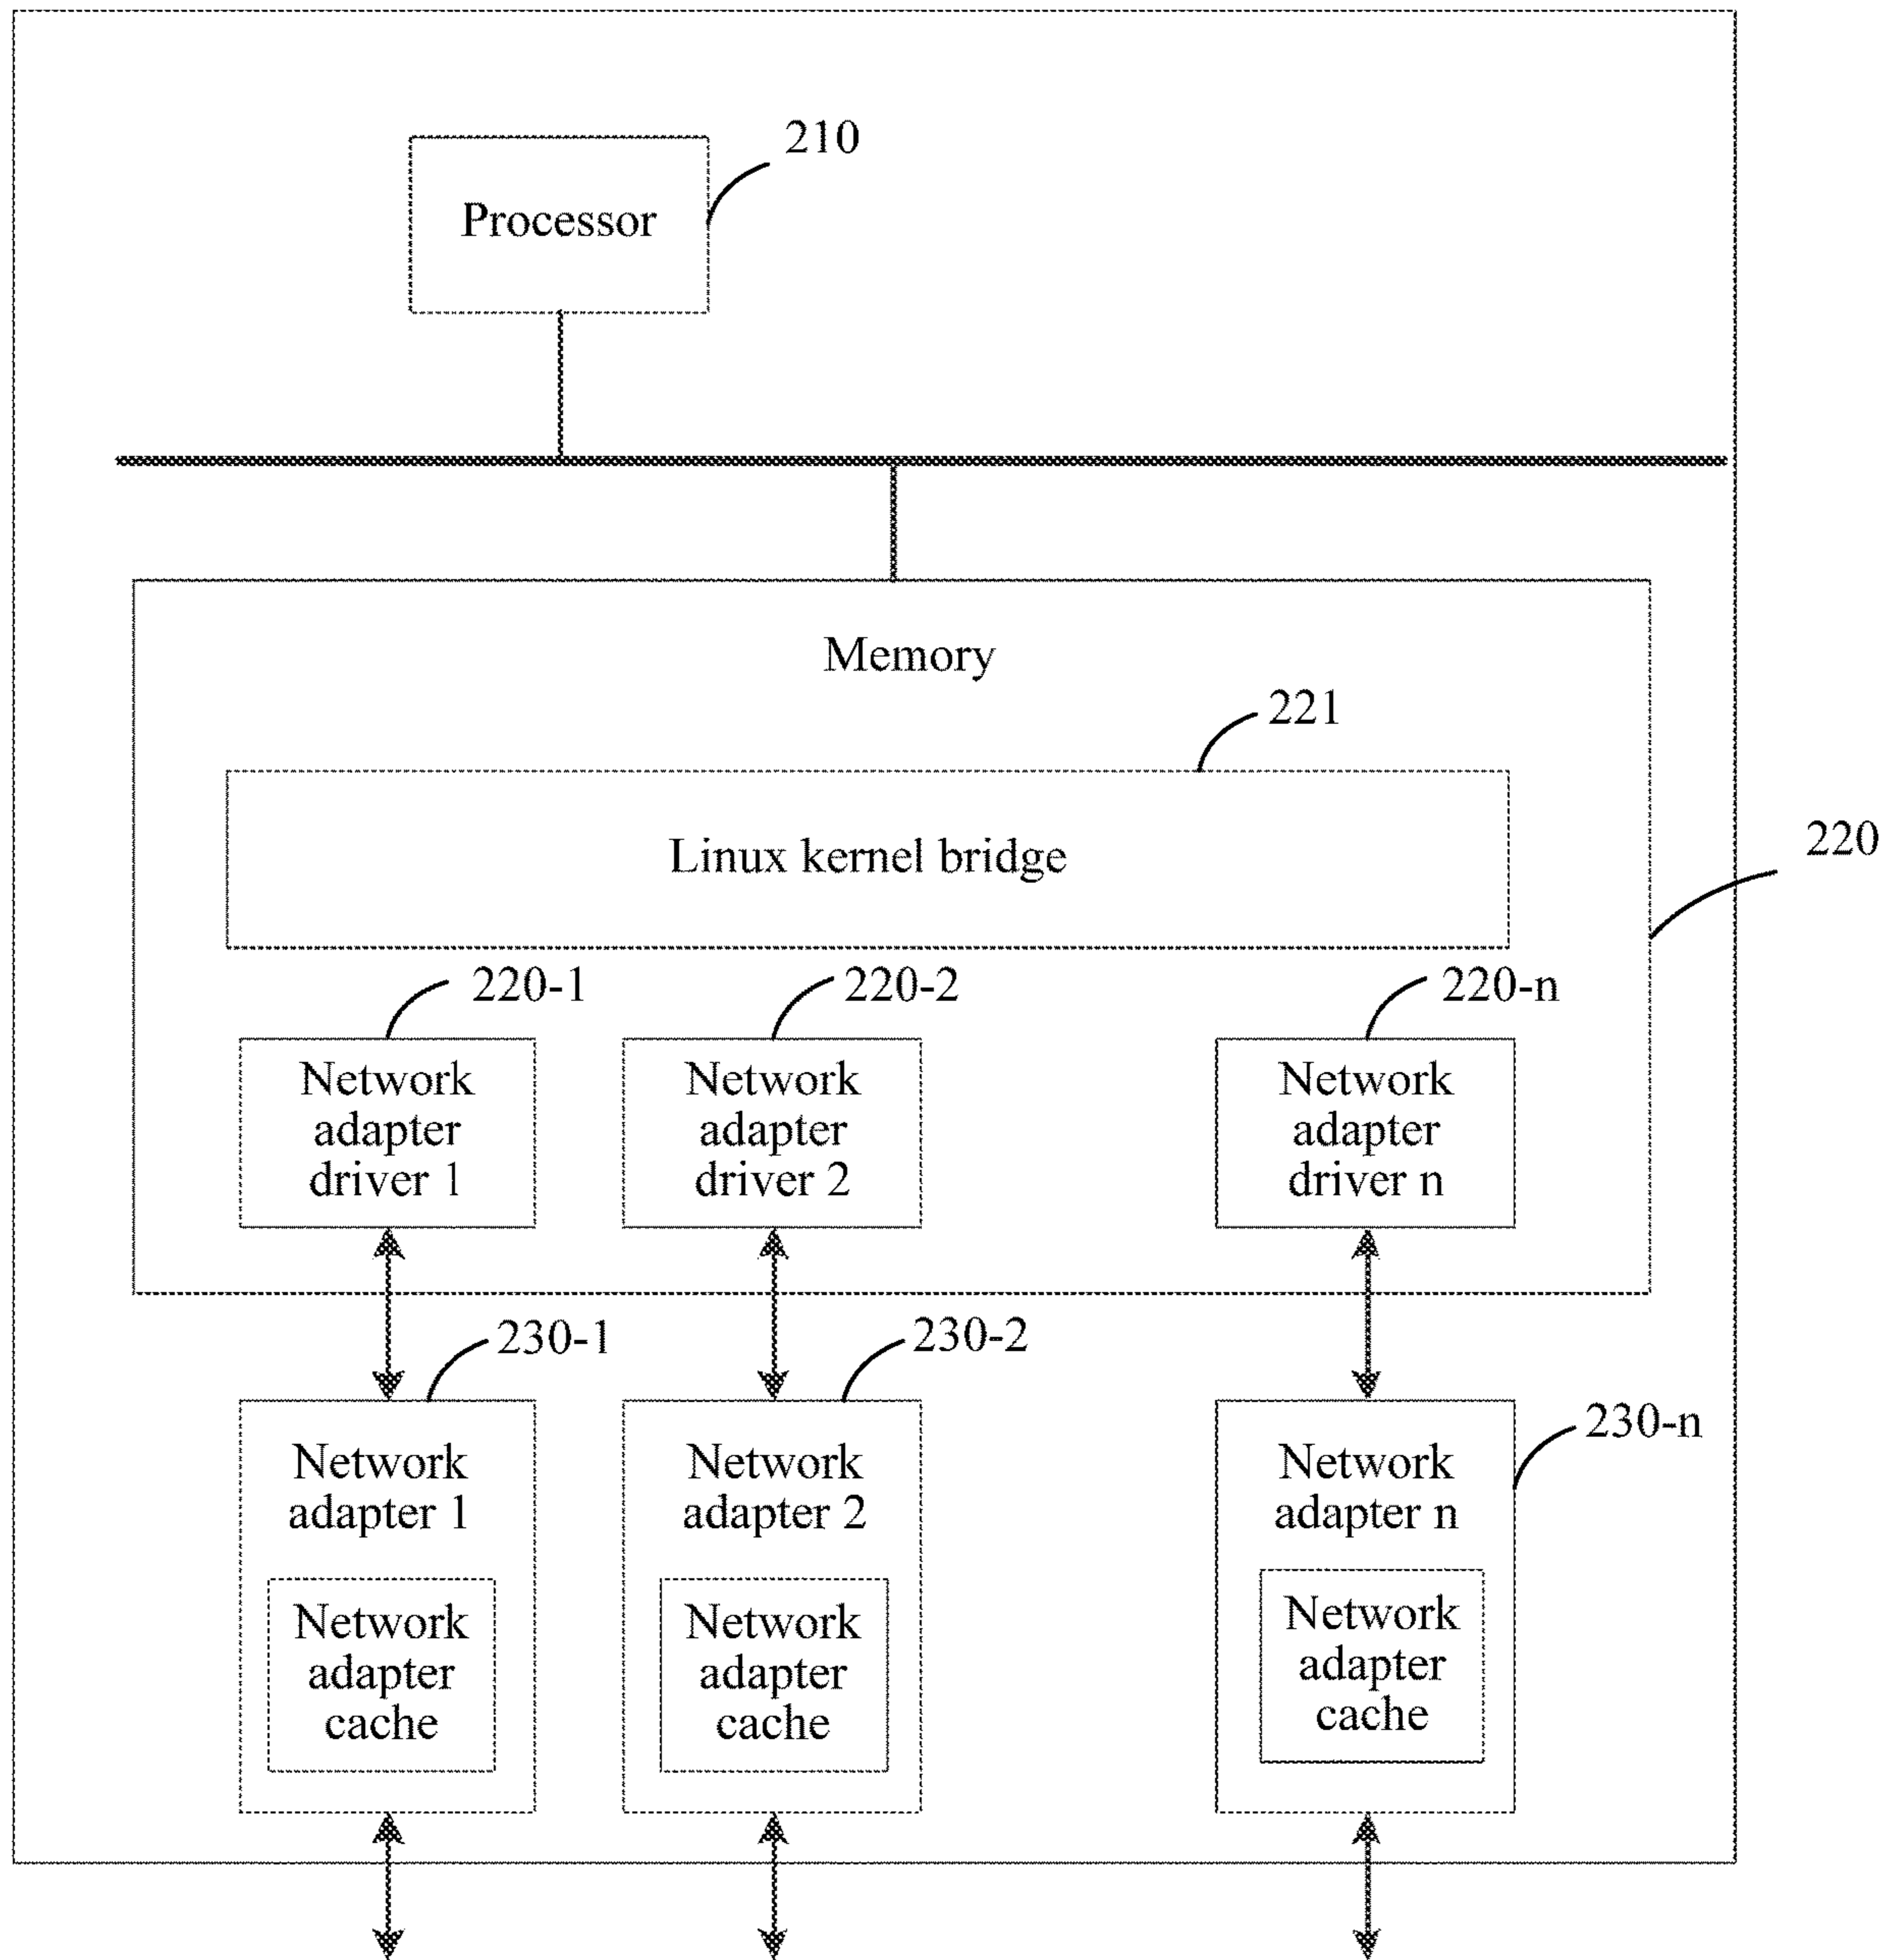 210
Processor
Memory
221
Linux kernel bridge
220
220-1
220-2
220-n
Network
adapter
driver 1
Network
adapter
driver 2
Network
adapter
driver n
230-1
230-2
230-n
Network
adapter 1
Network
adapter 2
Network
adapter n
Network
adapter
cache
Network
adapter
cache
Network
adapter
cache